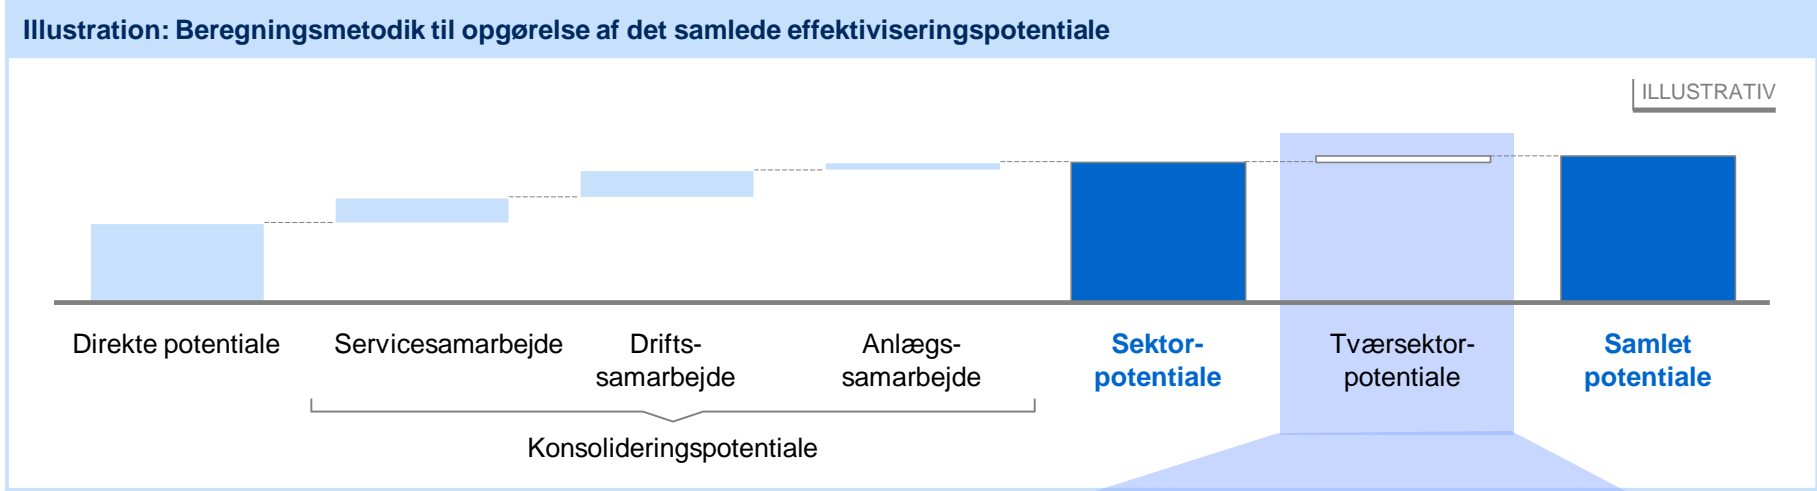 Illustration: Beregningsmetodik til opgørelse af det samlede effektiviseringspotentiale
ILLUSTRATIV
Direkte potentiale
Servicesamarbejde
Drifts-
samarbejde
Anlægs-
samarbejde
Sektor-
potentiale
Tværsektor-
potentiale
Samlet
potentiale
Konsolideringspotentiale